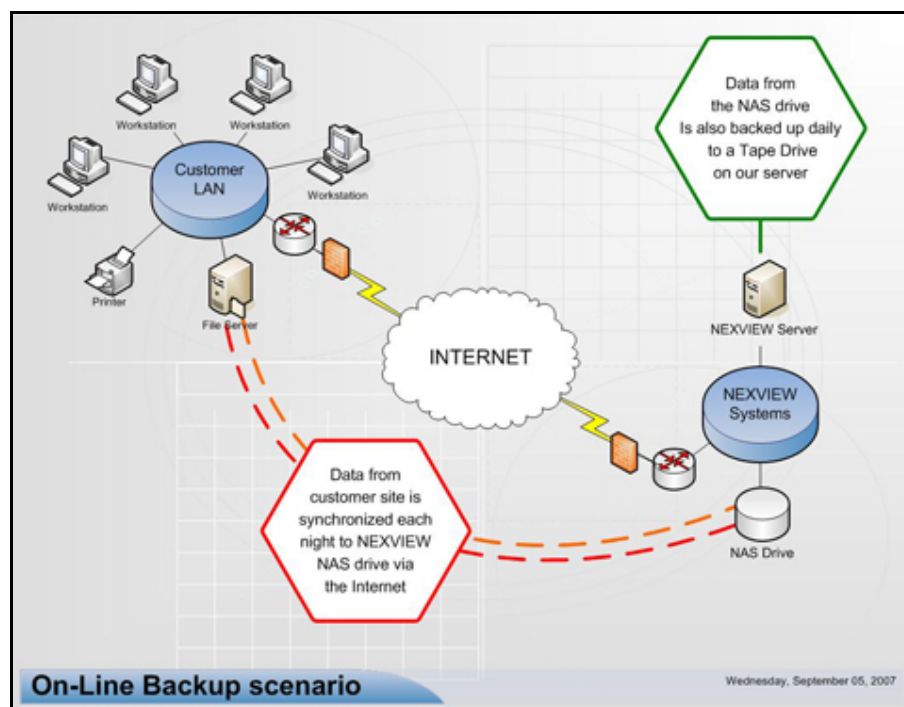 Workstation
Workstation
Workstation
Workstation
Customer
LAN
Printer
File Server
INTERNET
Data from
the NAS drive
Is also backed up daily
to a Tape Drive
on our server
NEXVIEW Server
NEXVIEW
Systems
NAS Drive
Data from
customer site is
synchronized each
night to NEXVIEW
NAS drive via
the Internet
On-Line Backup scenario
Wednesday, September 05, 2007